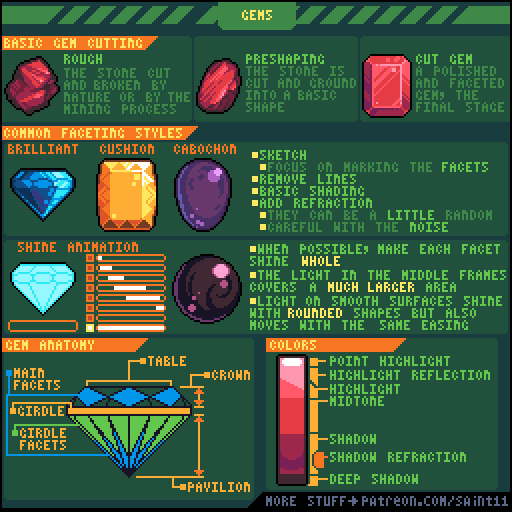 GEMS
BASIC GEM CUTTING
ROUGH
THE STONE CUT
AND BROKEN BY
NATURE OR BY THE
MINING PROCESS
PRESHAPING
THE STONE IS
CUT AND GROUND
INTO A BASIC
SHAPE
CUT GEM
A POLISHED
AND FACETED
GEM, THE
FINAL STAGE
COMMON FACETING STYLES
BRILLIANT
CUSHION
CABOCHON
SKETCH
FOCUS ON MARKING THE FACETS
REMOVE LINES
BASIC SHADING
ADD REFRACTION
THEY CAN BE A LITTLE RANDOM
CAREFUL WITH THE NOISE
SHINE ANIMATION
WHEN POSSIBLE, MAKE EACH FACET
SHINE WHOLE
THE LIGHT IN THE MIDDLE FRAMES
COVERS A MUCH LARGER AREA
LIGHT ON SMOOTH SURFACES SHINE
WITH ROUNDED SHAPES BUT ALSO
MOVES WITH THE SAME EASING
GEM ANATOMY
TABLE
CROWN
MAIN
FACETS
GIRDLE
GIRDLE
FACETS
PAVILION
COLORS
POINT HIGHLIGHT
HIGHLIGHT REFLECTION
HIGHLIGHT
MIDTONE
SHADOW
SHADOW REFRACTION
DEEP SHADOW
MORE STUFF→PATREON.COM/SAINT11